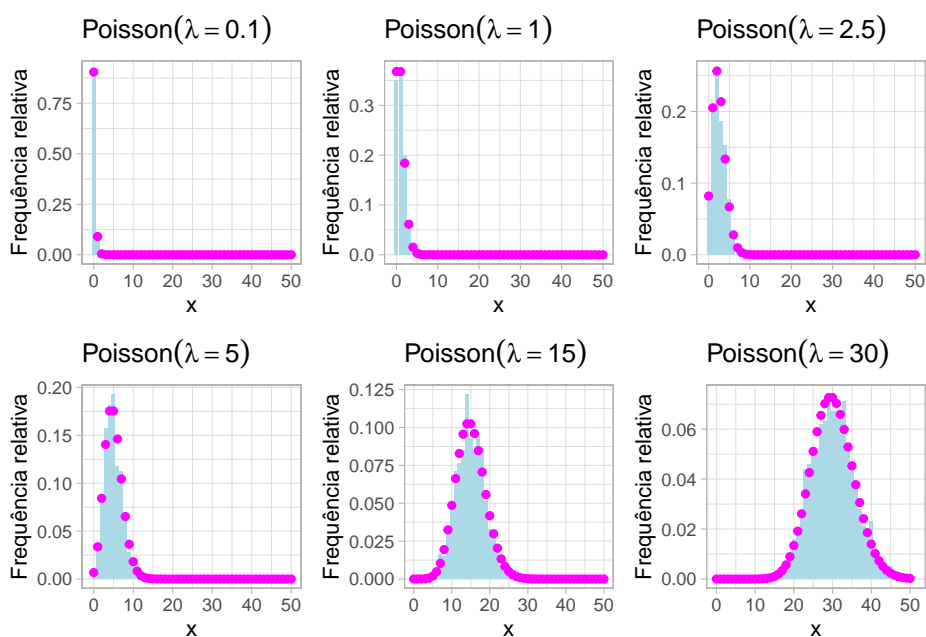 Poisson(λ = 0.1)
Frequência relativa
0.75
0.50
0.25
0.00
0 10 20 30 40 50
x
Poisson(λ = 1)
Frequência relativa
0.3
0.2
0.1
0.0
0 10 20 30 40 50
x
Poisson(λ = 2.5)
Frequência relativa
0.2
0.1
0.0
0 10 20 30 40 50
x
Poisson(λ = 5)
Frequência relativa
0.20
0.15
0.10
0.05
0.00
0 10 20 30 40 50
x
Poisson(λ = 15)
Frequência relativa
0.125
0.100
0.075
0.050
0.025
0.000
0 10 20 30 40 50
x
Poisson(λ = 30)
Frequência relativa
0.06
0.04
0.02
0.00
0 10 20 30 40 50
x